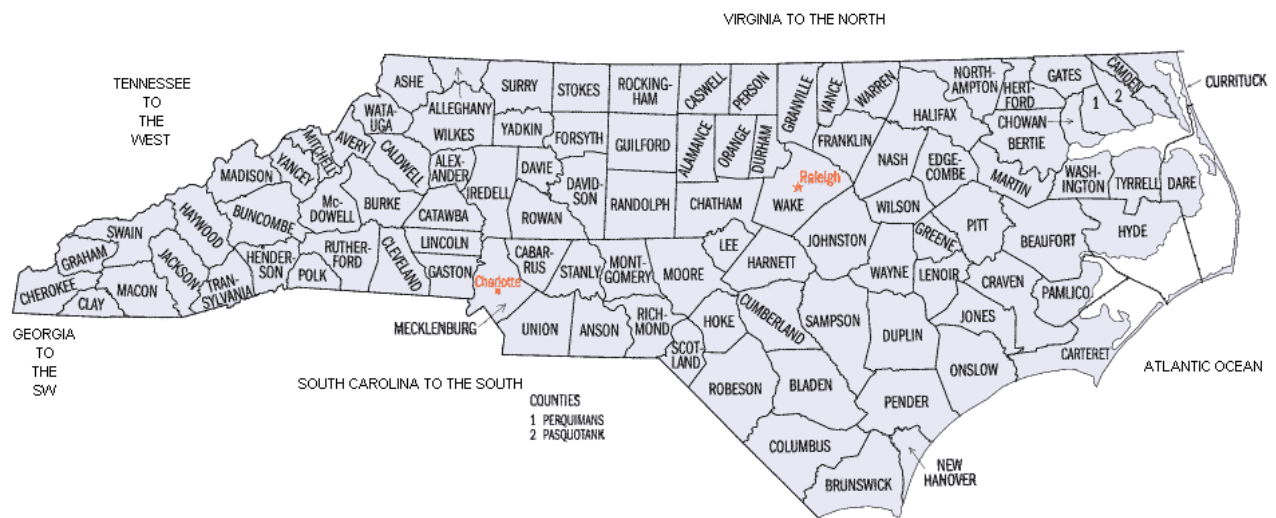 VIRGINIA TO THE NORTH
TENNESSEE
TO
THE
WEST
ASHE
ALLEGHANY
SURRY
STOKES
ROCKING-
HAM
CASWELL
PERSON
GRANVILLE
VANCE
WARREN
NORTH-
AMPTON
HERT-
FORD
GATES
CAMDEN
CURRITUCK
WATA-
UGA
WILKES
YADKIN
FORSYTH
GUILFORD
ALAMANCE
ORANGE
DURHAM
FRANKLIN
HALIFAX
CHOWAN
1
2
BERTIE
MITCHELL
AVERY
CALDWELL
ALEX-
ANDER
IREDELL
DAVIE
DAVID-
SON
RANDOLPH
CHATHAM
WAKE
Raleigh
NASH
EDGE-
COMBE
MARTIN
WASH-
INGTON
TYRRELL
DARE
MADISON
YANCEY
Mc-
DOWELL
BURKE
CATAWBA
ROWAN
WILSON
PITT
BEAUFORT
HYDE
HAYWOOD
BUNCOMBE
RUTHER-
FORD
CLEVELAND
LINCOLN
GASTON
CABAR-
RUS
STANLY
MONT-
GOMERY
MOORE
LEE
HARNETT
JOHNSTON
GREENE
WAYNE
LENOIR
CRAVEN
PAMLICO
SWAIN
GRAHAM
CHEROKEE
CLAY
MACON
JACKSON
TRAN-
SYLVANIA
HENDER-
SON
POLK
Charlotte
MECKLENBURG
UNION
ANSON
RICH-
MOND
SCOT-
LAND
HOKE
CUMBERLAND
SAMPSON
DUPLIN
JONES
ONSLOW
CARTERET
GEORGIA
TO
THE
SW
SOUTH CAROLINA TO THE SOUTH
ROBESON
BLADEN
PENDER
ATLANTIC OCEAN
COUNTIES
1 PERQUIMANS
2 PASQUOTANK
COLUMBUS
BRUNSWICK
NEW
HANOVER